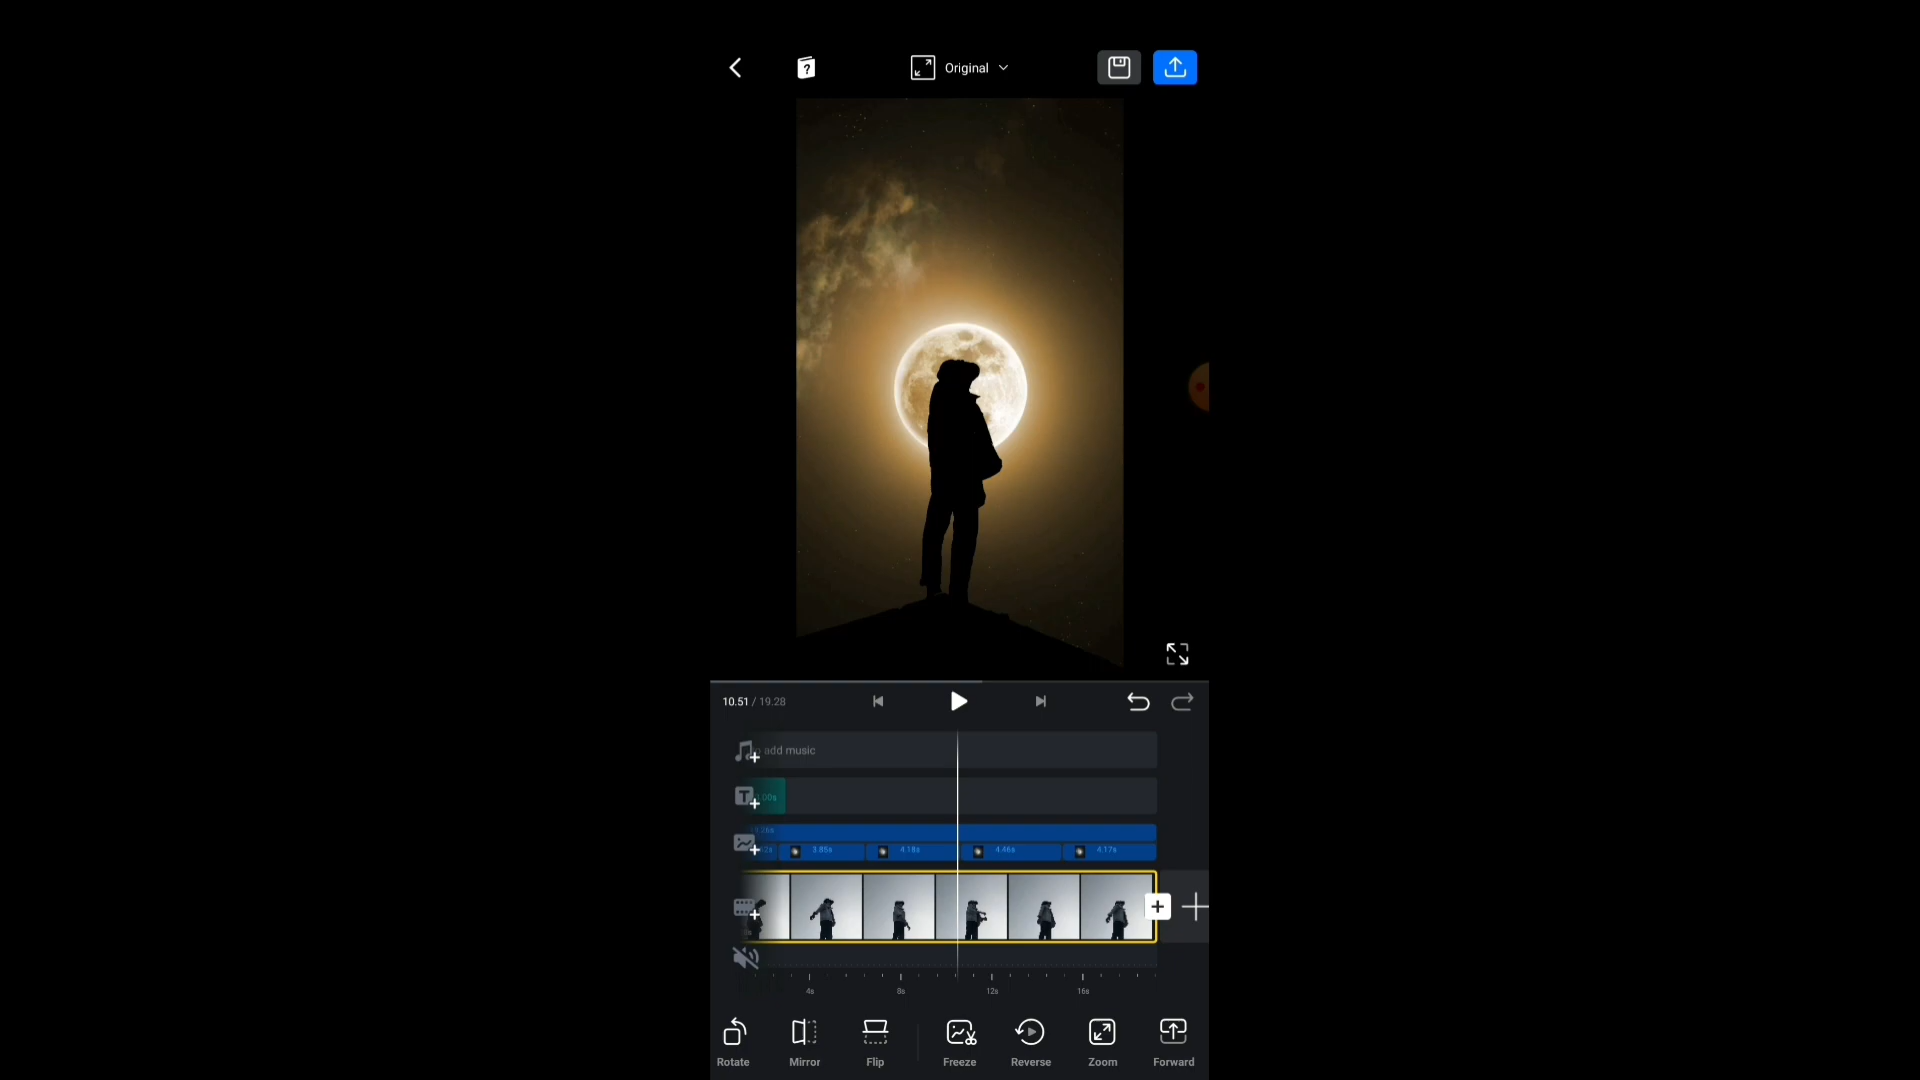 Original
10.51 / 19.28
add music
3.85s
4.18s
4.46s
4.17s
4s
8s
12s
16s
Rotate
Mirror
Flip
Freeze
Reverse
Zoom
Forward